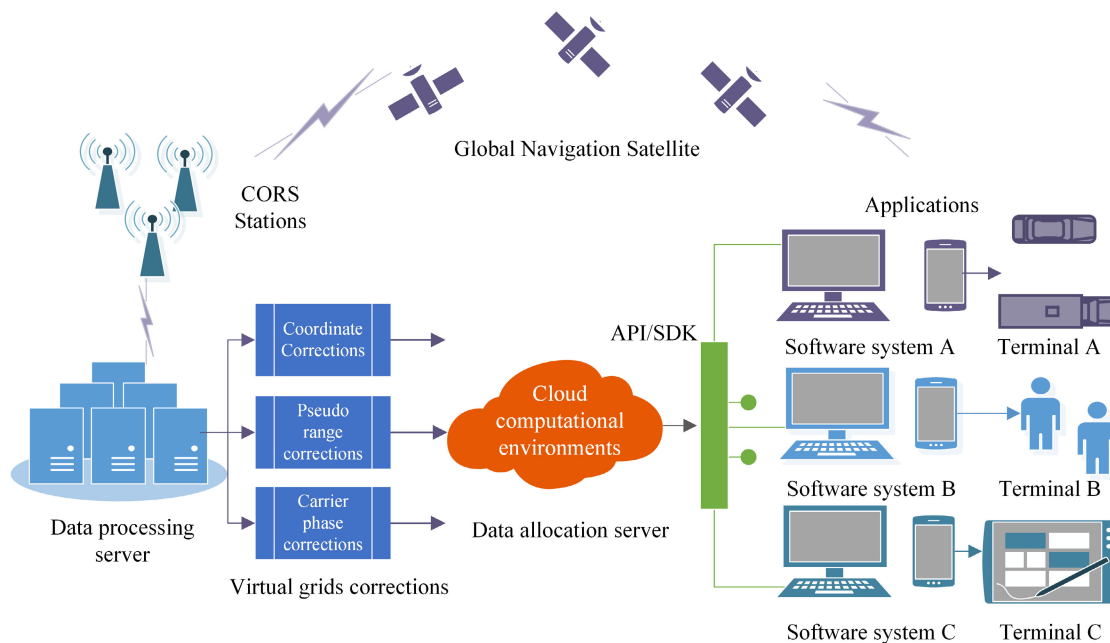 Global Navigation Satellite
CORS
Stations
Applications
Coordinate
Corrections
API/SDK
Software system A
Terminal A
Cloud
computational
environments
Pseudo
range
corrections
Software system B
Terminal B
Carrier
phase
corrections
Data processing
server
Data allocation server
Virtual grids corrections
Software system C
Terminal C